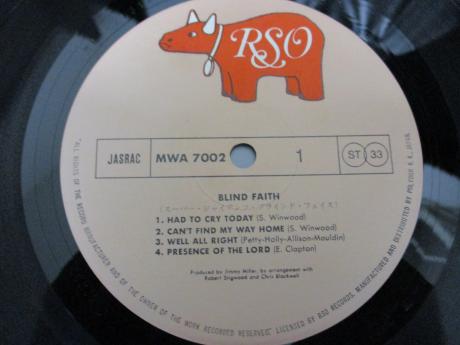 RSO
JASRAC MWA 7002 1 ST 33
BLIND FAITH
(スーパー・ジャイアンツ・ブラインド・フェイス)
1. HAD TO CRY TODAY (S. Winwood)
2. CAN'T FIND MY WAY HOME (S. Winwood)
3. WELL ALL RIGHT (Petty-Holly-Allison-Mouldin)
4. PRESENCE OF THE LORD (E. Clapton)
Produced by Jimmy Miller, by arrangement with
Robert Stigwood and Chris Blackwell
"ALL RIGHTS OF THE RECORD MANUFACTURERS AND OF THE OWNER OF THE WORK RECORDED RESERVED" LICENSED BY RSO RECORDS, MANUFACTURED AND DISTRIBUTED BY POLYDOR K.K., JAPAN.